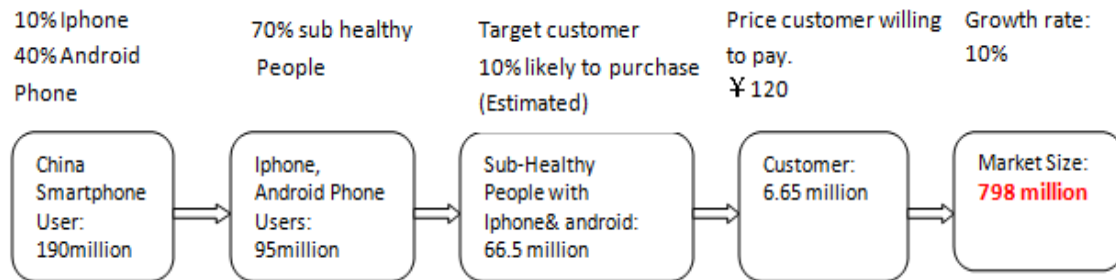 10% Iphone
40% Android
Phone
70% sub healthy
People
Target customer
10% likely to purchase
(Estimated)
Price customer willing
to pay.
￥120
Growth rate:
10%
China
Smartphone
User:
190million
Iphone,
Android Phone
Users:
95million
Sub-Healthy
People with
Iphone& android:
66.5 million
Customer:
6.65 million
Market Size:
798 million